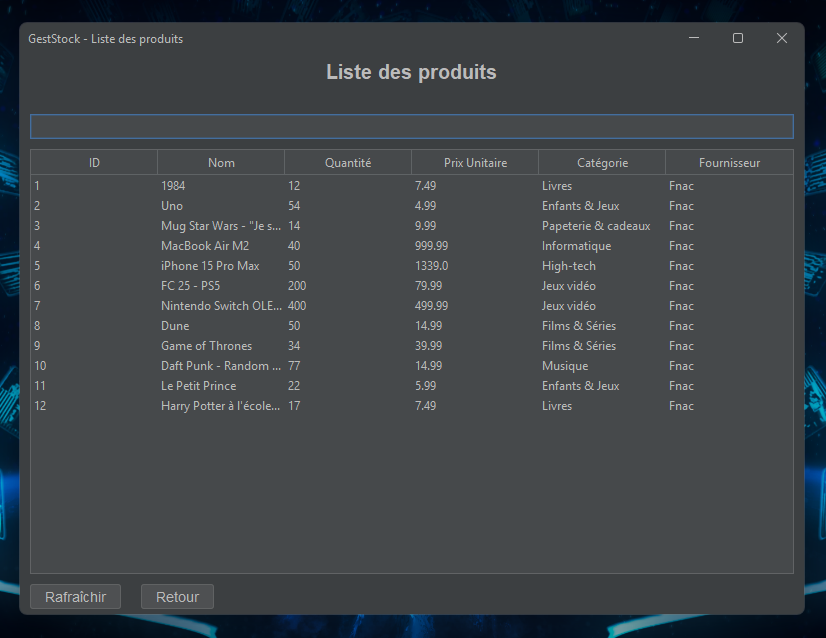 GestStock - Liste des produits
Liste des produits
ID Nom Quantité Prix Unitaire Catégorie Fournisseur
1 1984 12 7.49 Livres Fnac
2 Uno 54 4.99 Enfants & Jeux Fnac
3 Mug Star Wars - "Je s... 14 9.99 Papeterie & cadeaux Fnac
4 MacBook Air M2 40 999.99 Informatique Fnac
5 iPhone 15 Pro Max 50 1339.0 High-tech Fnac
6 FC 25 - PS5 200 79.99 Jeux vidéo Fnac
7 Nintendo Switch OLE... 400 499.99 Jeux vidéo Fnac
8 Dune 50 14.99 Films & Séries Fnac
9 Game of Thrones 34 39.99 Films & Séries Fnac
10 Daft Punk - Random ... 77 14.99 Musique Fnac
11 Le Petit Prince 22 5.99 Enfants & Jeux Fnac
12 Harry Potter à l'école... 17 7.49 Livres Fnac
Rafraîchir Retour